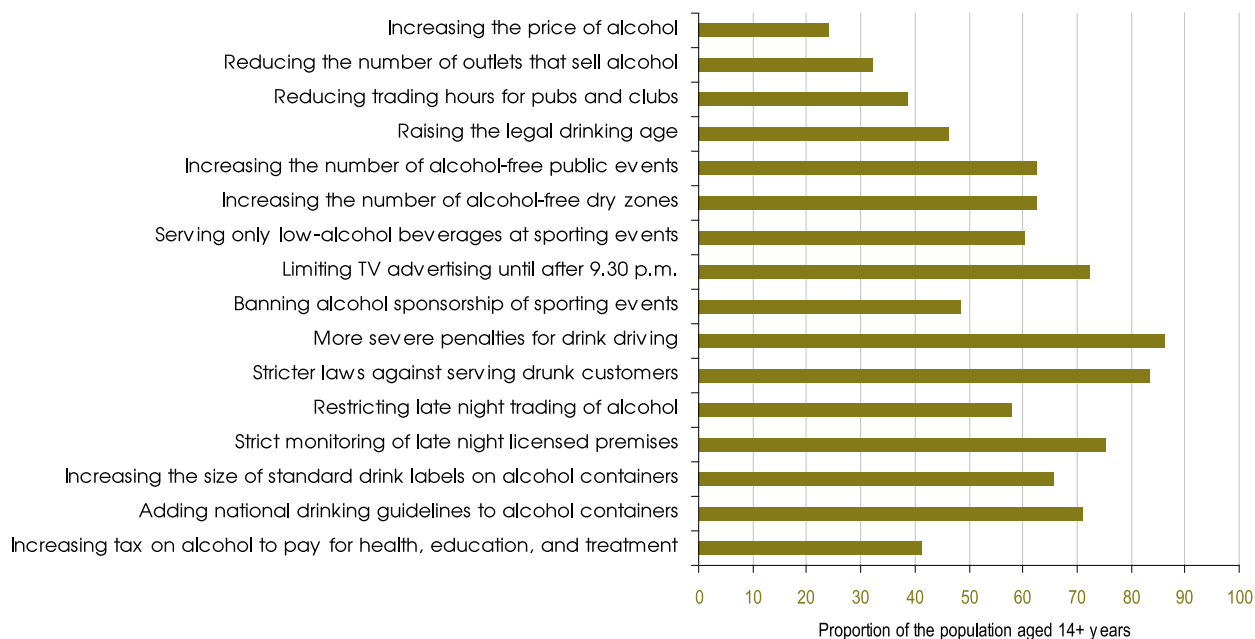 Increasing the price of alcohol
Reducing the number of outlets that sell alcohol
Reducing trading hours for pubs and clubs
Raising the legal drinking age
Increasing the number of alcohol-free public events
Increasing the number of alcohol-free dry zones
Serving only low-alcohol beverages at sporting events
Limiting TV advertising until after 9.30 p.m.
Banning alcohol sponsorship of sporting events
More severe penalties for drink driving
Stricter laws against serving drunk customers
Restricting late night trading of alcohol
Strict monitoring of late night licensed premises
Increasing the size of standard drink labels on alcohol containers
Adding national drinking guidelines to alcohol containers
Increasing tax on alcohol to pay for health, education, and treatment
0 10 20 30 40 50 60 70 80 90 100
Proportion of the population aged 14+ years